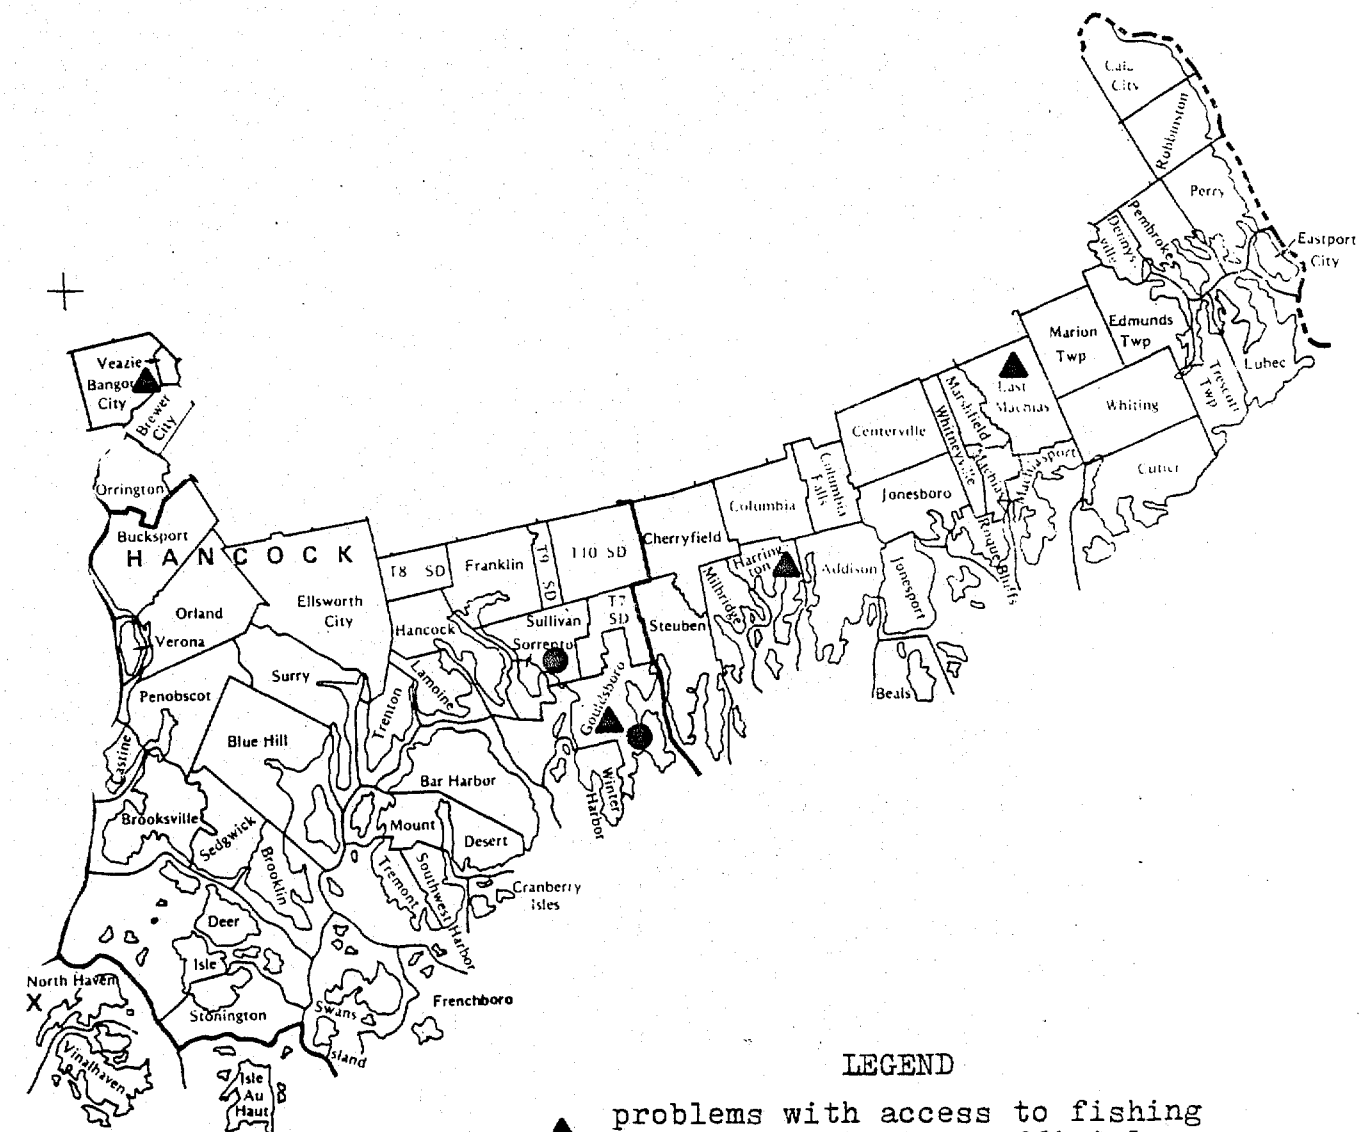 City
Robbinston
Perry
Pembroke
Dennys
ville
Eastport
City
Marion
Twp
Edmunds
Twp
Lubec
Trescott
Twp
Veazie
Bangor
City
Brewer
City
East
Machias
Whiting
Marshfield
Whitneyville
Centerville
Machias
Machiasport
Cutler
Orrington
Columbia
Falls
Columbia
Jonesboro
Roque Bluffs
Bucksport
HANCOCK
Cherryfield
Harring
ton
Addison
Jonesport
T8 SD
Franklin
T9 SD
T10 SD
Milbridge
Orland
Ellsworth
City
Hancock
Sullivan
T7
SD
Steuben
Verona
Sorrento
Penobscot
Surry
Lamoine
Trenton
Gouldsboro
Beals
Castine
Blue Hill
Bar Harbor
Winter
Harbor
Brooksville
Sedgwick
Mount
Desert
Brooklin
Tremont
Southwest
Harbor
Cranberry
Isles
Deer
Isle
North Haven
X
Stonington
Swans
Island
Frenchboro
Vinalhaven
Isle
Au
Haut
LEGEND
problems with access to fishing